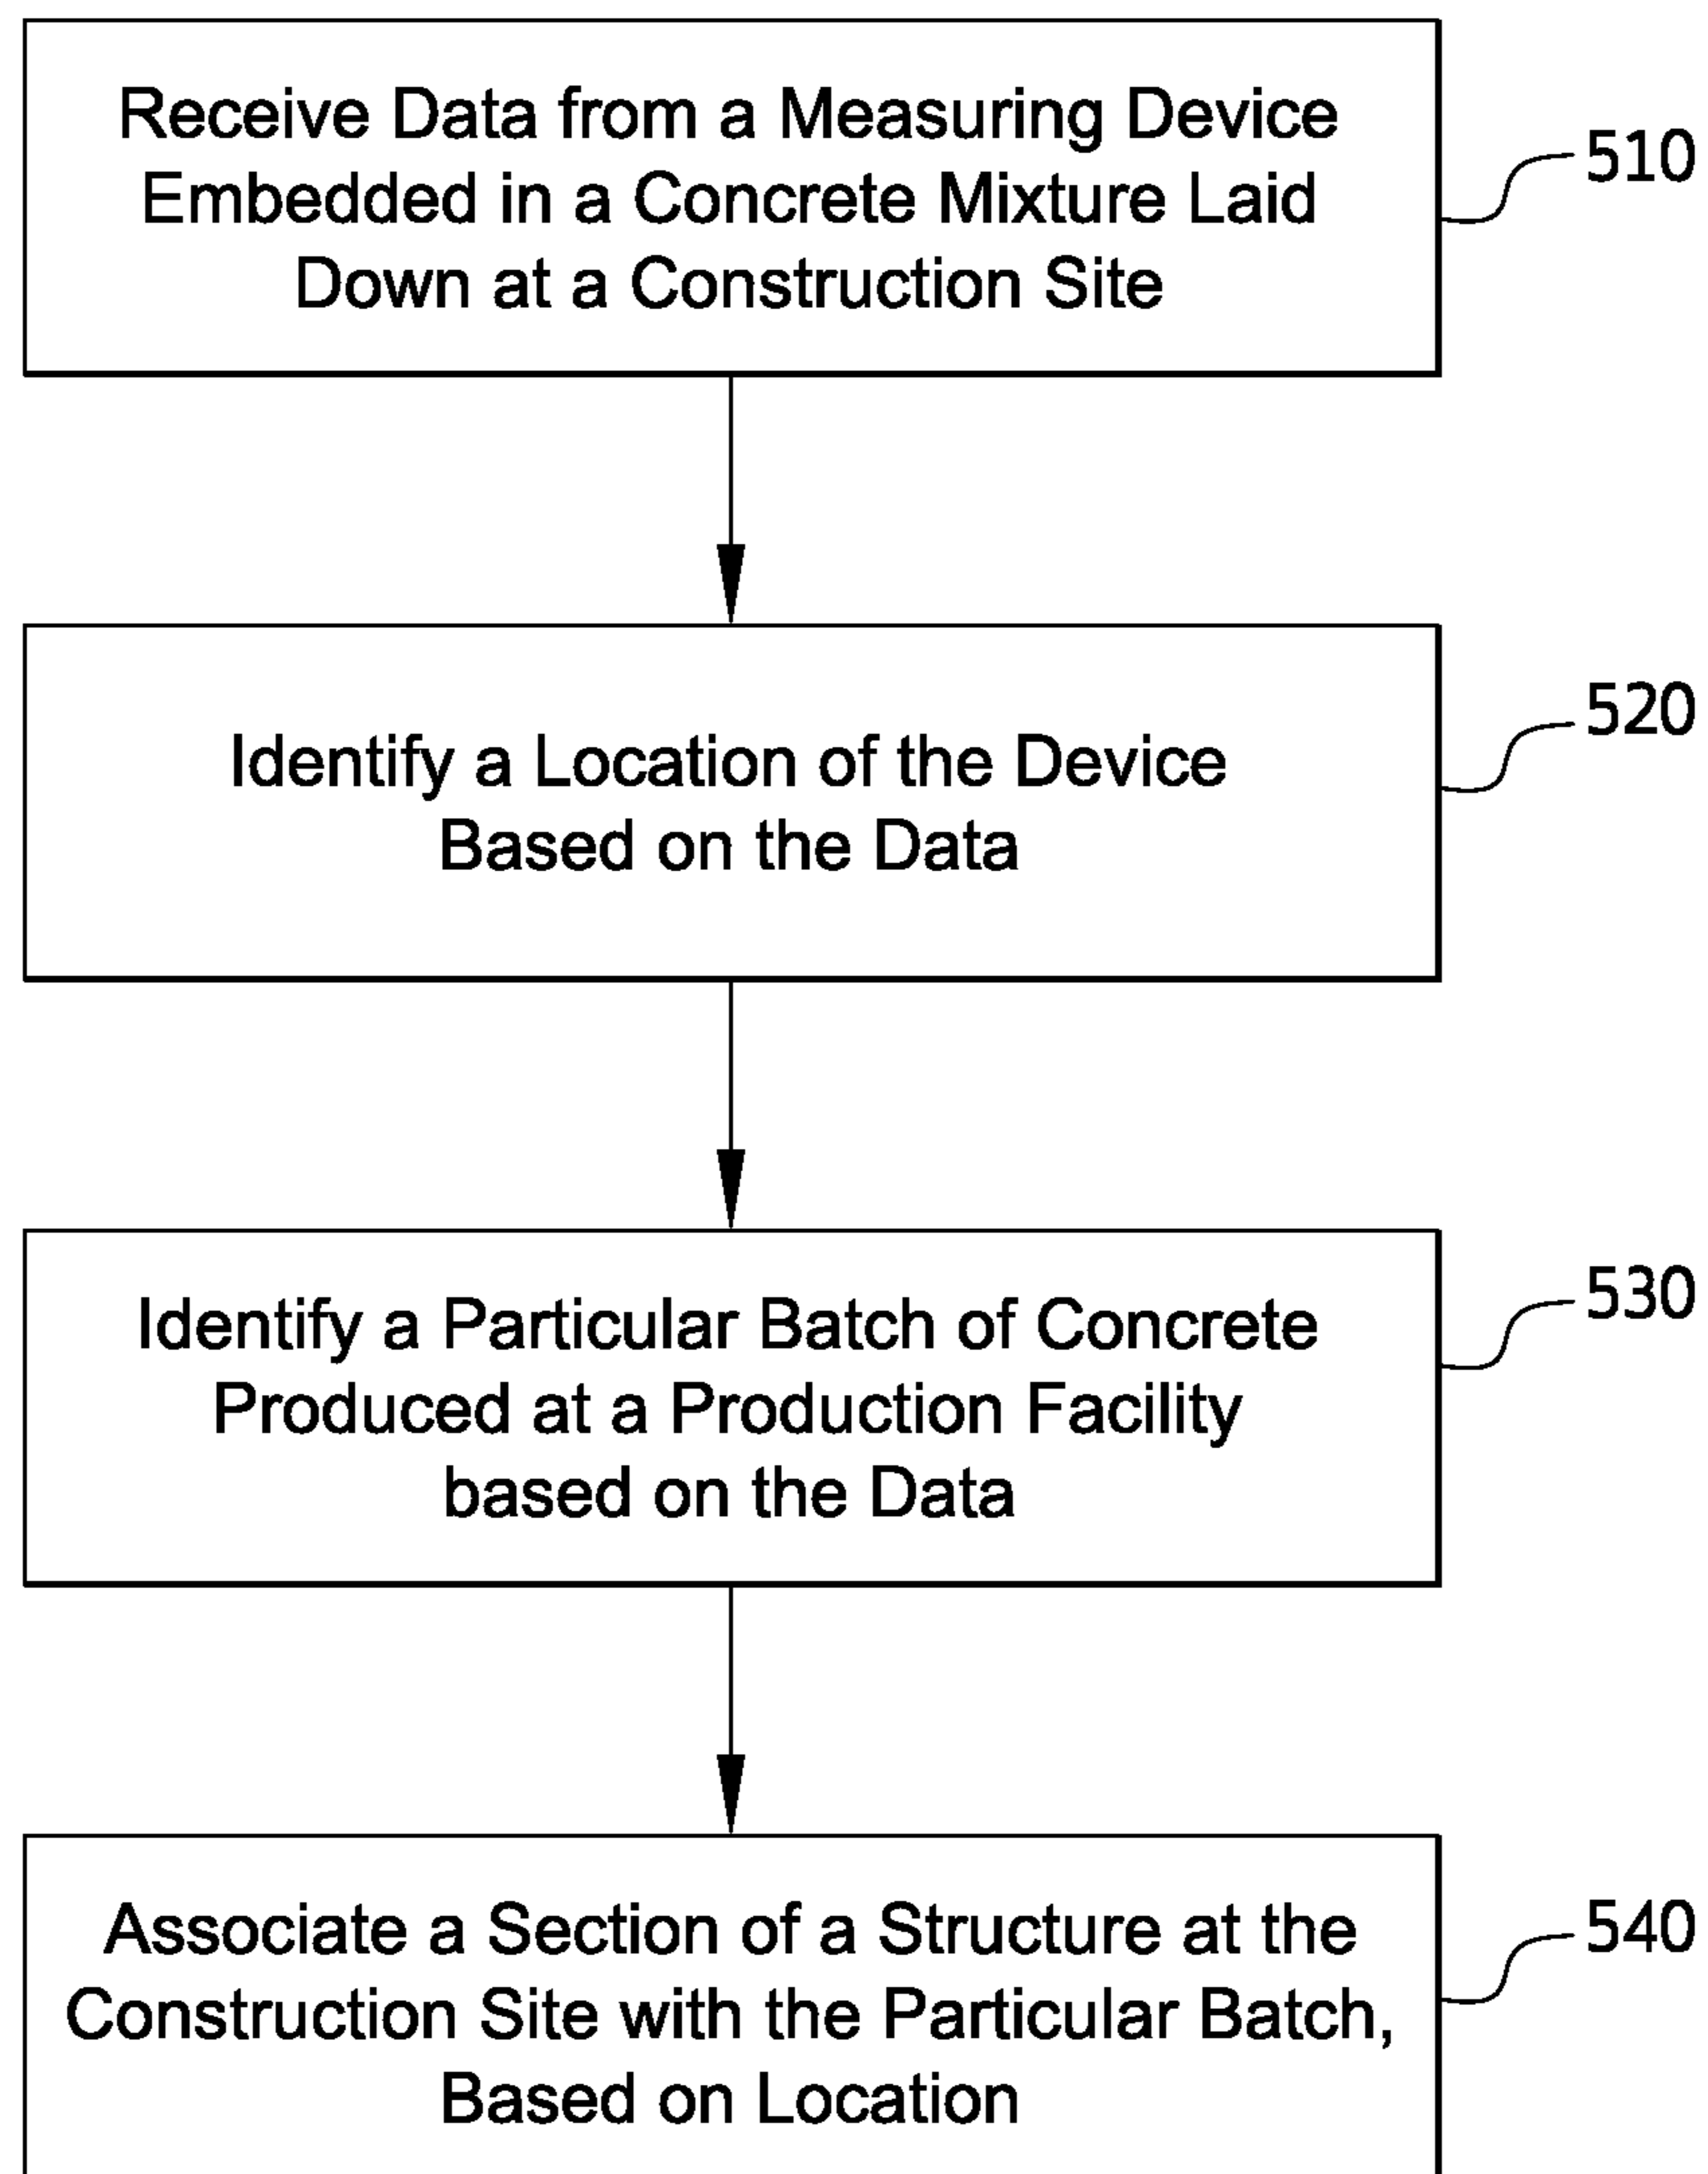 Receive Data from a Measuring Device
Embedded in a Concrete Mixture Laid
Down at a Construction Site
510
Identify a Location of the Device
Based on the Data
520
Identify a Particular Batch of Concrete
Produced at a Production Facility
based on the Data
530
Associate a Section of a Structure at the
Construction Site with the Particular Batch,
Based on Location
540